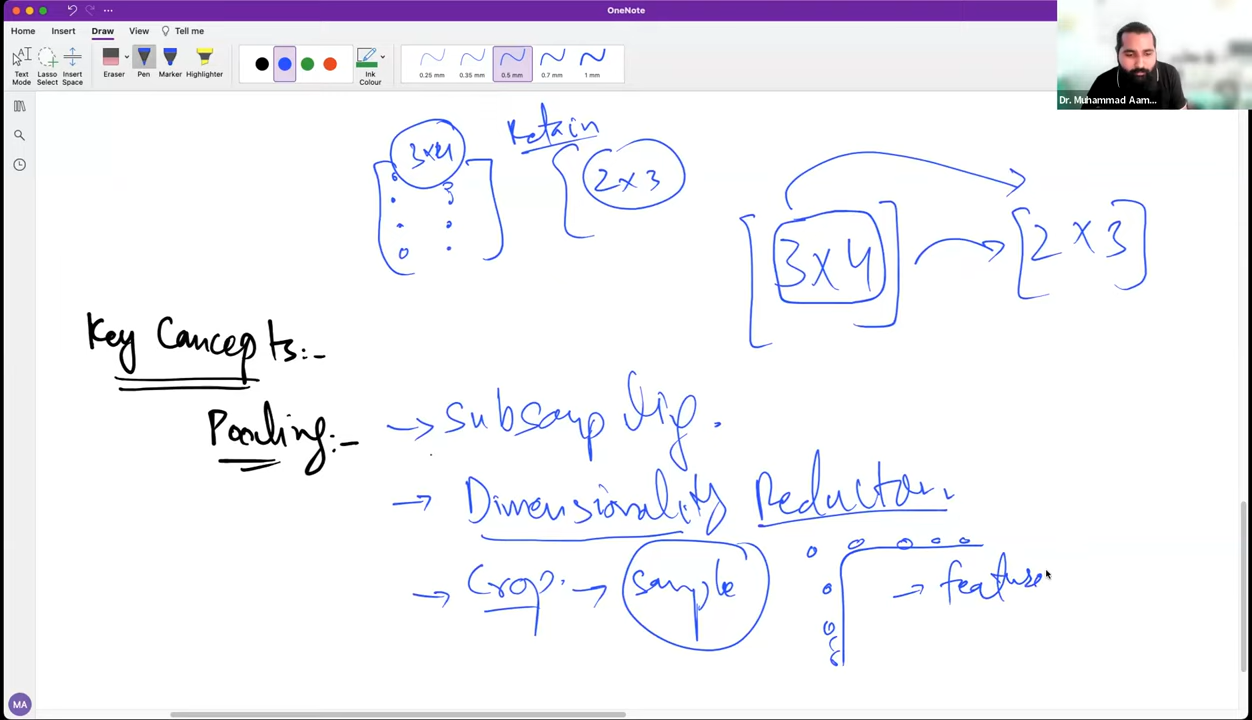 OneNote
Home Insert Draw View Tell me
Text Mode Lasso Select Insert Space Eraser Pen Marker Highlighter Ink Colour 0.25 mm 0.35 mm 0.5 mm 0.7 mm 1 mm
Dr. Muhammad Aam...
Retain
3x4
2x3
3x4
2x3
Key Concepts:-
Pooling:-
→ Subsampling.
→ Dimensionality Reduction.
→ Crop. → Sample
→ feature
MA